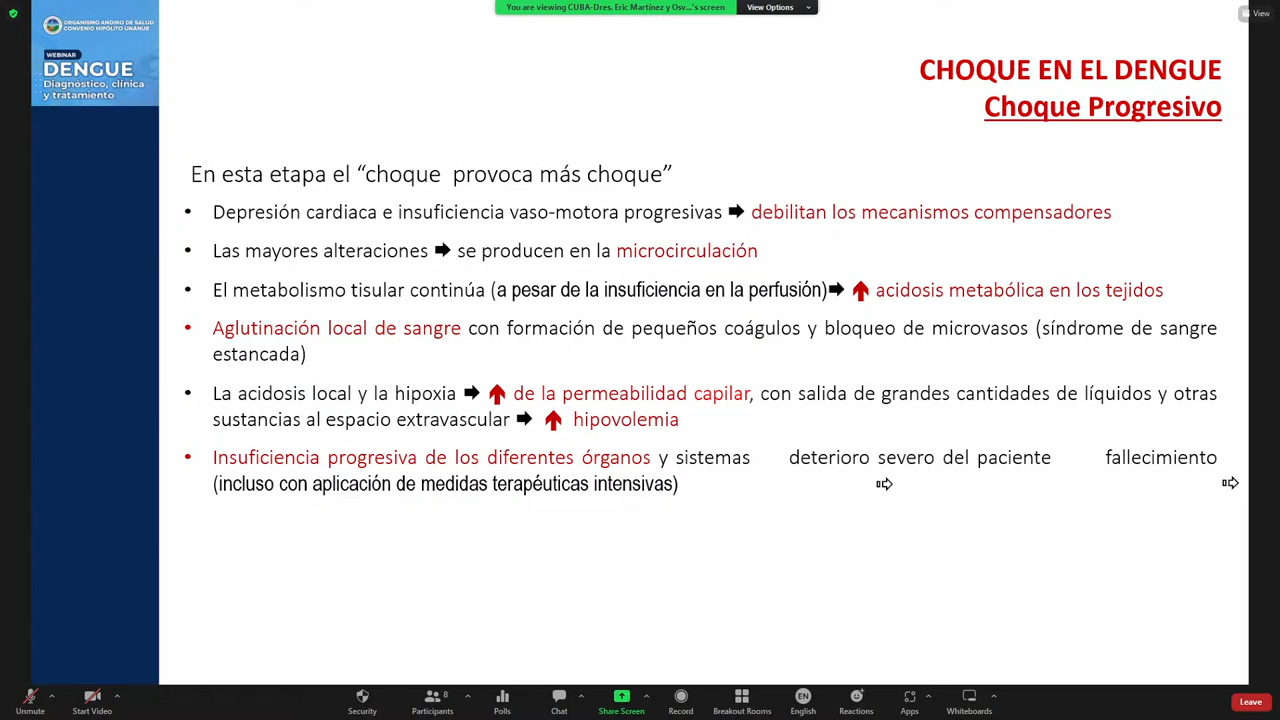 You are viewing CUBA-Dres. Eric Martinez y Osv...'s screen
View Options
View
ORGANISMO ANDINO DE SALUD
CONVENIO HIPÓLITO UNANUE
WEBINAR
DENGUE
Diagnóstico, clínica
y tratamiento
CHOQUE EN EL DENGUE
Choque Progresivo
En esta etapa el “choque provoca más choque”
• Depresión cardiaca e insuficiencia vaso-motora progresivas ➡ debilitan los mecanismos compensadores
• Las mayores alteraciones ➡ se producen en la microcirculación
• El metabolismo tisular continúa (a pesar de la insuficiencia en la perfusión)➡ ⬆ acidosis metabólica en los tejidos
• Aglutinación local de sangre con formación de pequeños coágulos y bloqueo de microvasos (síndrome de sangre
estancada)
• La acidosis local y la hipoxia ➡ ⬆ de la permeabilidad capilar, con salida de grandes cantidades de líquidos y otras
sustancias al espacio extravascular ➡ ⬆ hipovolemia
• Insuficiencia progresiva de los diferentes órganos y sistemas deterioro severo del paciente fallecimiento
(incluso con aplicación de medidas terapéuticas intensivas) ⇨ ⇨
Unmute
Start Video
Security
Participants
8
Polls
Chat
Share Screen
Record
Breakout Rooms
EN
English
Reactions
Apps
Whiteboards
Leave